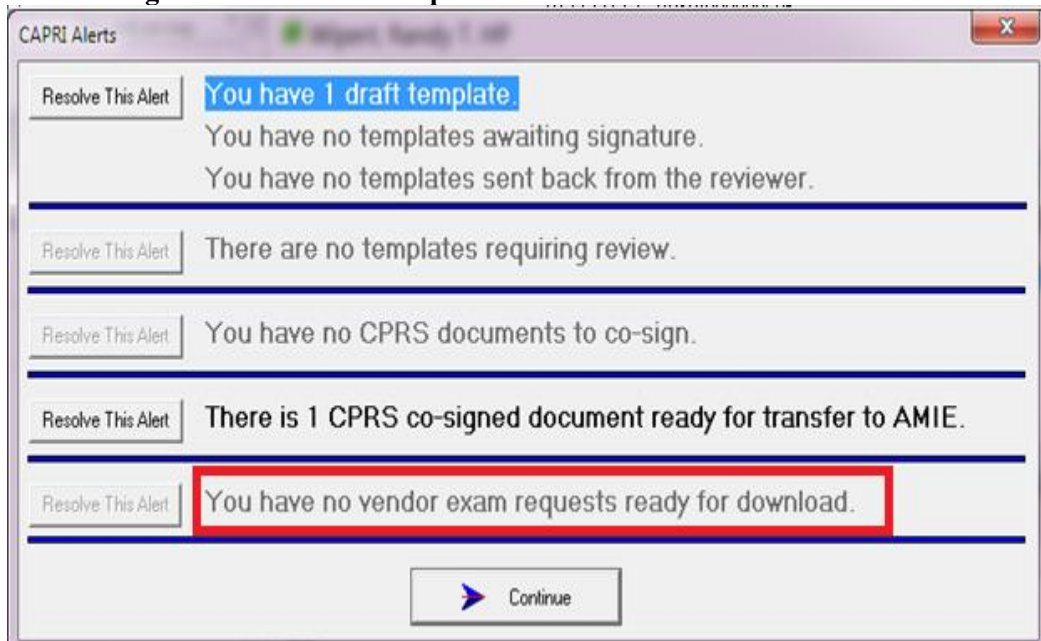 CAPRI Alerts
Resolve This Alert
You have 1 draft template.
You have no templates awaiting signature.
You have no templates sent back from the reviewer.
Resolve This Alert
There are no templates requiring review.
Resolve This Alert
You have no CPRS documents to co-sign.
Resolve This Alert
There is 1 CPRS co-signed document ready for transfer to AMIE.
Resolve This Alert
You have no vendor exam requests ready for download.
Continue